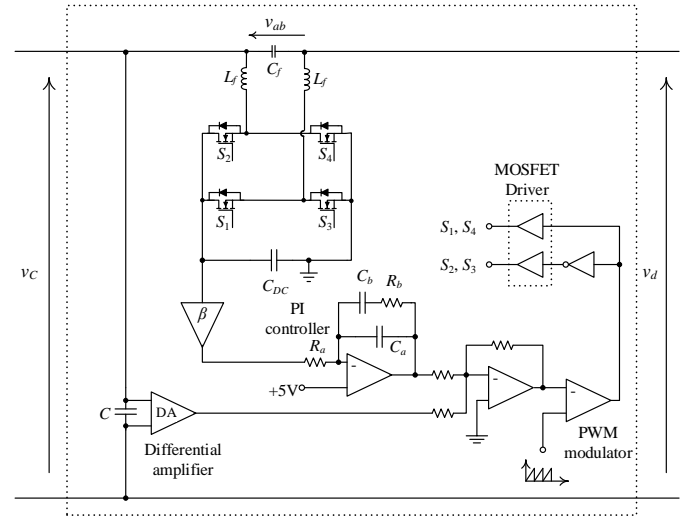 v_ab
C_f
L_f
L_f
S_2
S_4
S_1
S_3
C_DC
v_C
v_d
MOSFET
Driver
S_1, S_4
S_2, S_3
β
PI
controller
C_b
R_b
C_a
R_a
-
+5V
-
-
C
DA
Differential
amplifier
PWM
modulator